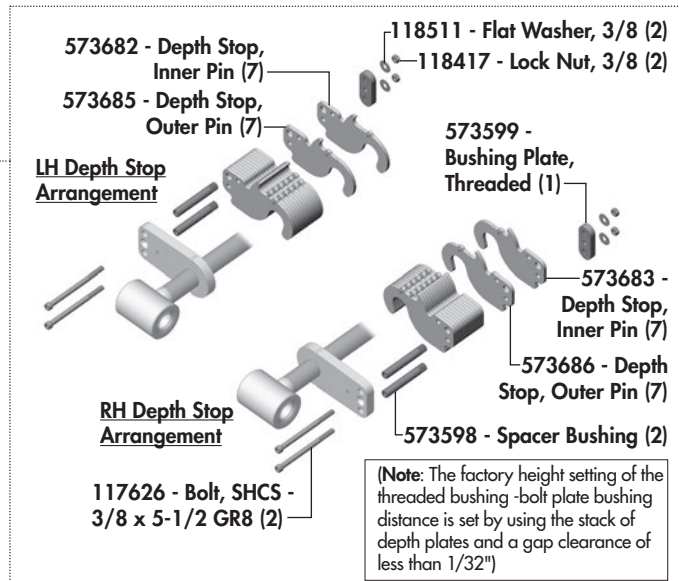 118511 - Flat Washer, 3/8 (2)
118417 - Lock Nut, 3/8 (2)
573682 - Depth Stop,
Inner Pin (7)
573685 - Depth Stop,
Outer Pin (7)
LH Depth Stop
Arrangement
573599 -
Bushing Plate,
Threaded (1)
573683 -
Depth Stop,
Inner Pin (7)
573686 - Depth
Stop, Outer Pin (7)
573598 - Spacer Bushing (2)
RH Depth Stop
Arrangement
117626 - Bolt, SHCS -
3/8 x 5-1/2 GR8 (2)
(Note: The factory height setting of the
threaded bushing -bolt plate bushing
distance is set by using the stack of
depth plates and a gap clearance of
less than 1/32")